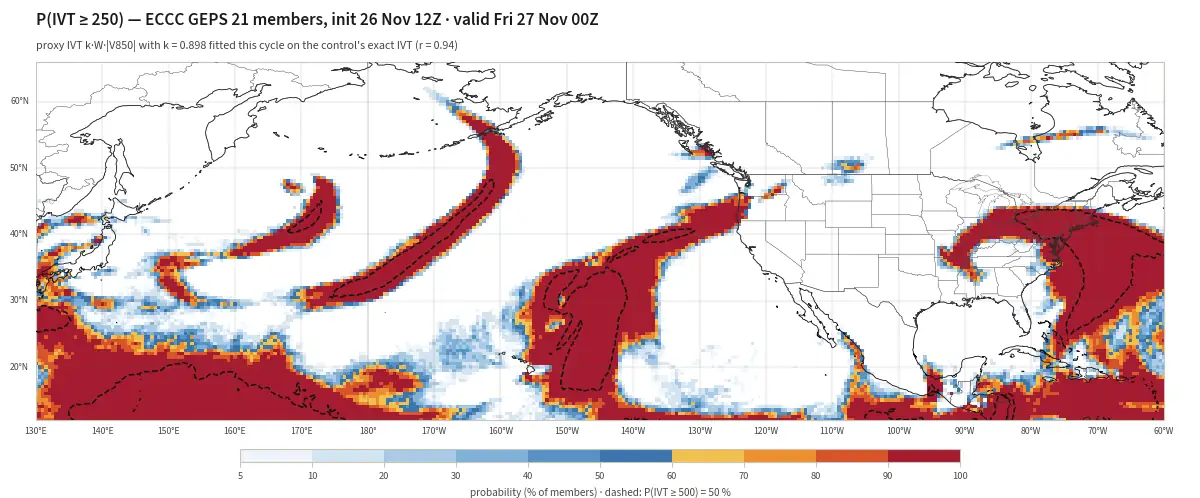 P(IVT ≥ 250) — ECCC GEPS 21 members, init 26 Nov 12Z · valid Fri 27 Nov 00Z
proxy IVT k·W·|V850| with k = 0.898 fitted this cycle on the control's exact IVT (r = 0.94)
60°N
50°N
40°N
30°N
20°N
130°E 140°E 150°E 160°E 170°E 180° 170°W 160°W 150°W 140°W 130°W 120°W 110°W 100°W 90°W 80°W 70°W 60°W
5 10 20 30 40 50 60 70 80 90 100
probability (% of members) · dashed: P(IVT ≥ 500) = 50 %